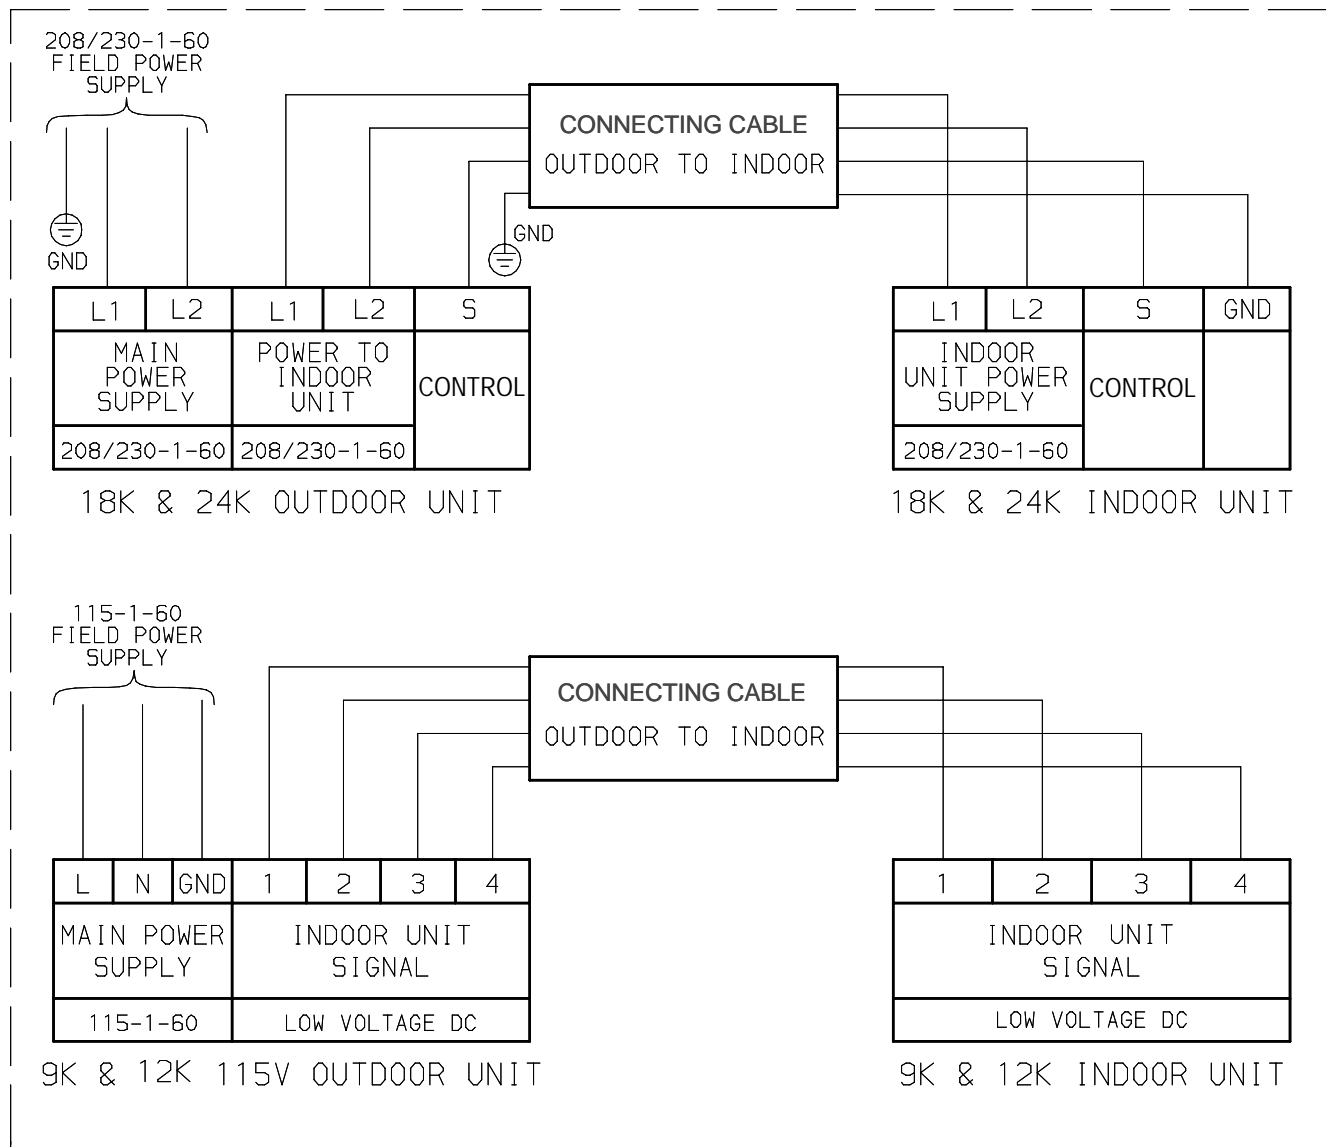 208/230-1-60
FIELD POWER
SUPPLY
GND
CONNECTING CABLE
OUTDOOR TO INDOOR
GND
L1 L2 L1 L2 S
MAIN
POWER
SUPPLY
208/230-1-60
POWER TO
INDOOR
UNIT
208/230-1-60
CONTROL
18K & 24K OUTDOOR UNIT
L1 L2 S GND
INDOOR
UNIT POWER
SUPPLY
208/230-1-60
CONTROL
18K & 24K INDOOR UNIT
115-1-60
FIELD POWER
SUPPLY
CONNECTING CABLE
OUTDOOR TO INDOOR
L N GND 1 2 3 4
MAIN POWER
SUPPLY
115-1-60
INDOOR UNIT
SIGNAL
LOW VOLTAGE DC
9K & 12K 115V OUTDOOR UNIT
1 2 3 4
INDOOR UNIT
SIGNAL
LOW VOLTAGE DC
9K & 12K INDOOR UNIT